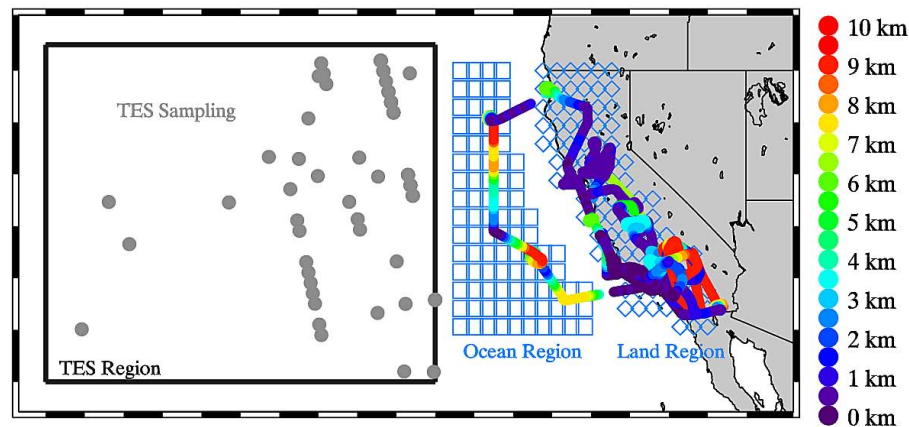 TES Sampling
TES Region
Ocean Region
Land Region
10 km
9 km
8 km
7 km
6 km
5 km
4 km
3 km
2 km
1 km
0 km